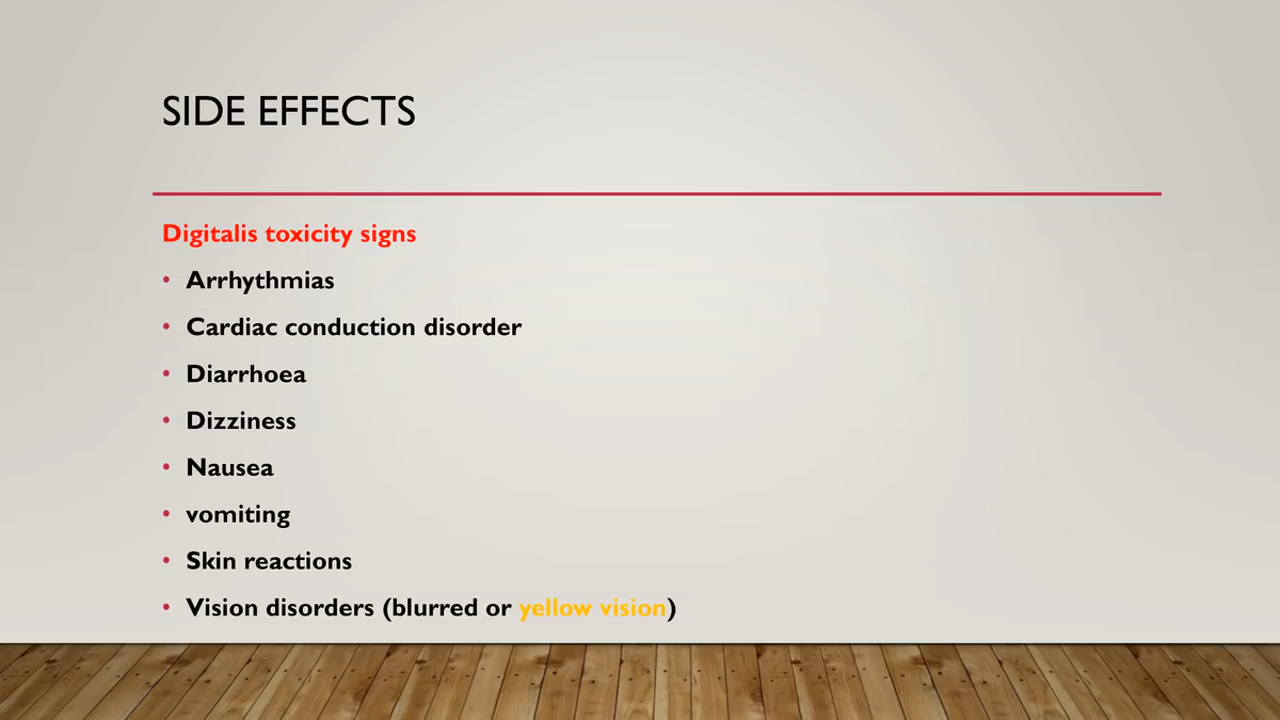 SIDE EFFECTS
Digitalis toxicity signs
• Arrhythmias
• Cardiac conduction disorder
• Diarrhoea
• Dizziness
• Nausea
• vomiting
• Skin reactions
• Vision disorders (blurred or yellow vision)